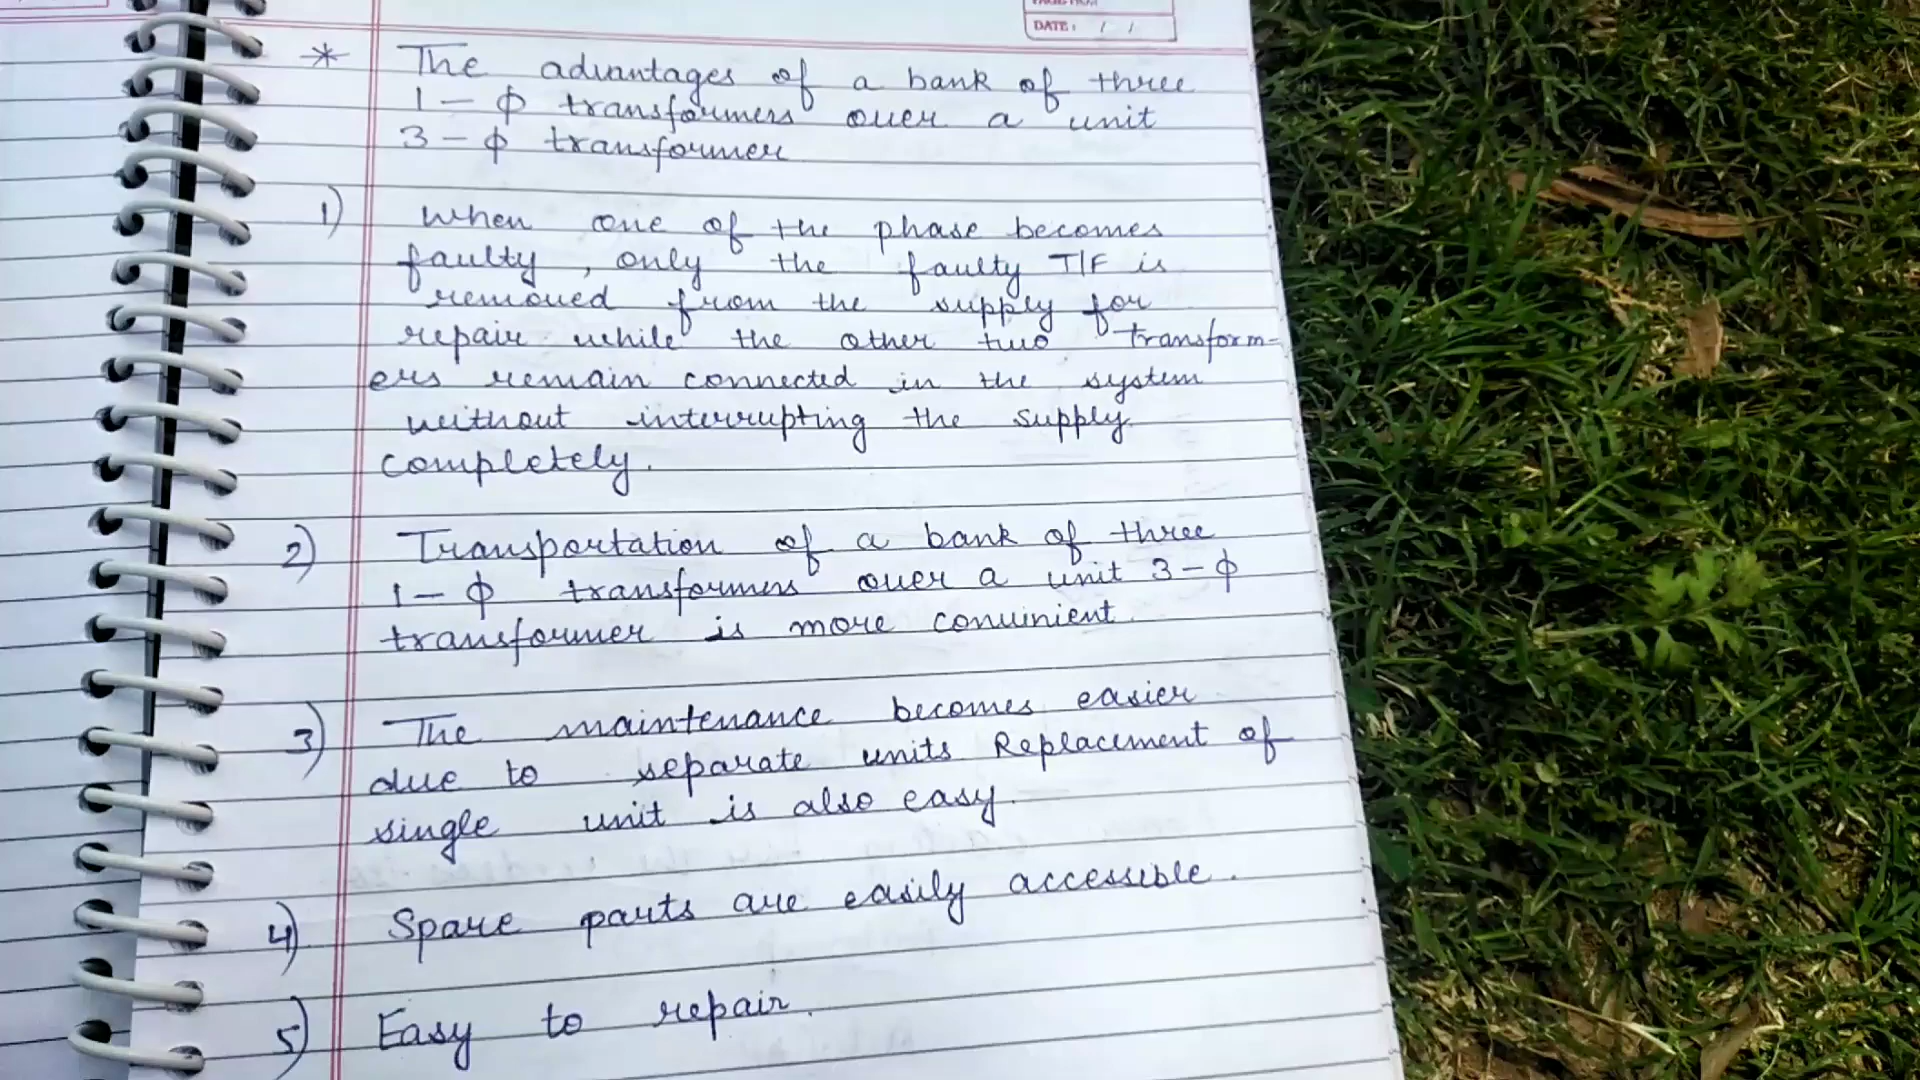 DATE: / /
* The advantages of a bank of three
1-ϕ transformers over a unit
3-ϕ transformer
1) When one of the phase becomes
faulty, only the faulty T/F is
removed from the supply for
repair while the other two transform-
ers remain connected in the system
without interrupting the supply
completely.
2) Transportation of a bank of three
1-ϕ transformers over a unit 3-ϕ
transformer is more convinient.
3) The maintenance becomes easier
due to separate units Replacement of
single unit is also easy.
4) Spare parts are easily accessible.
5) Easy to repair.